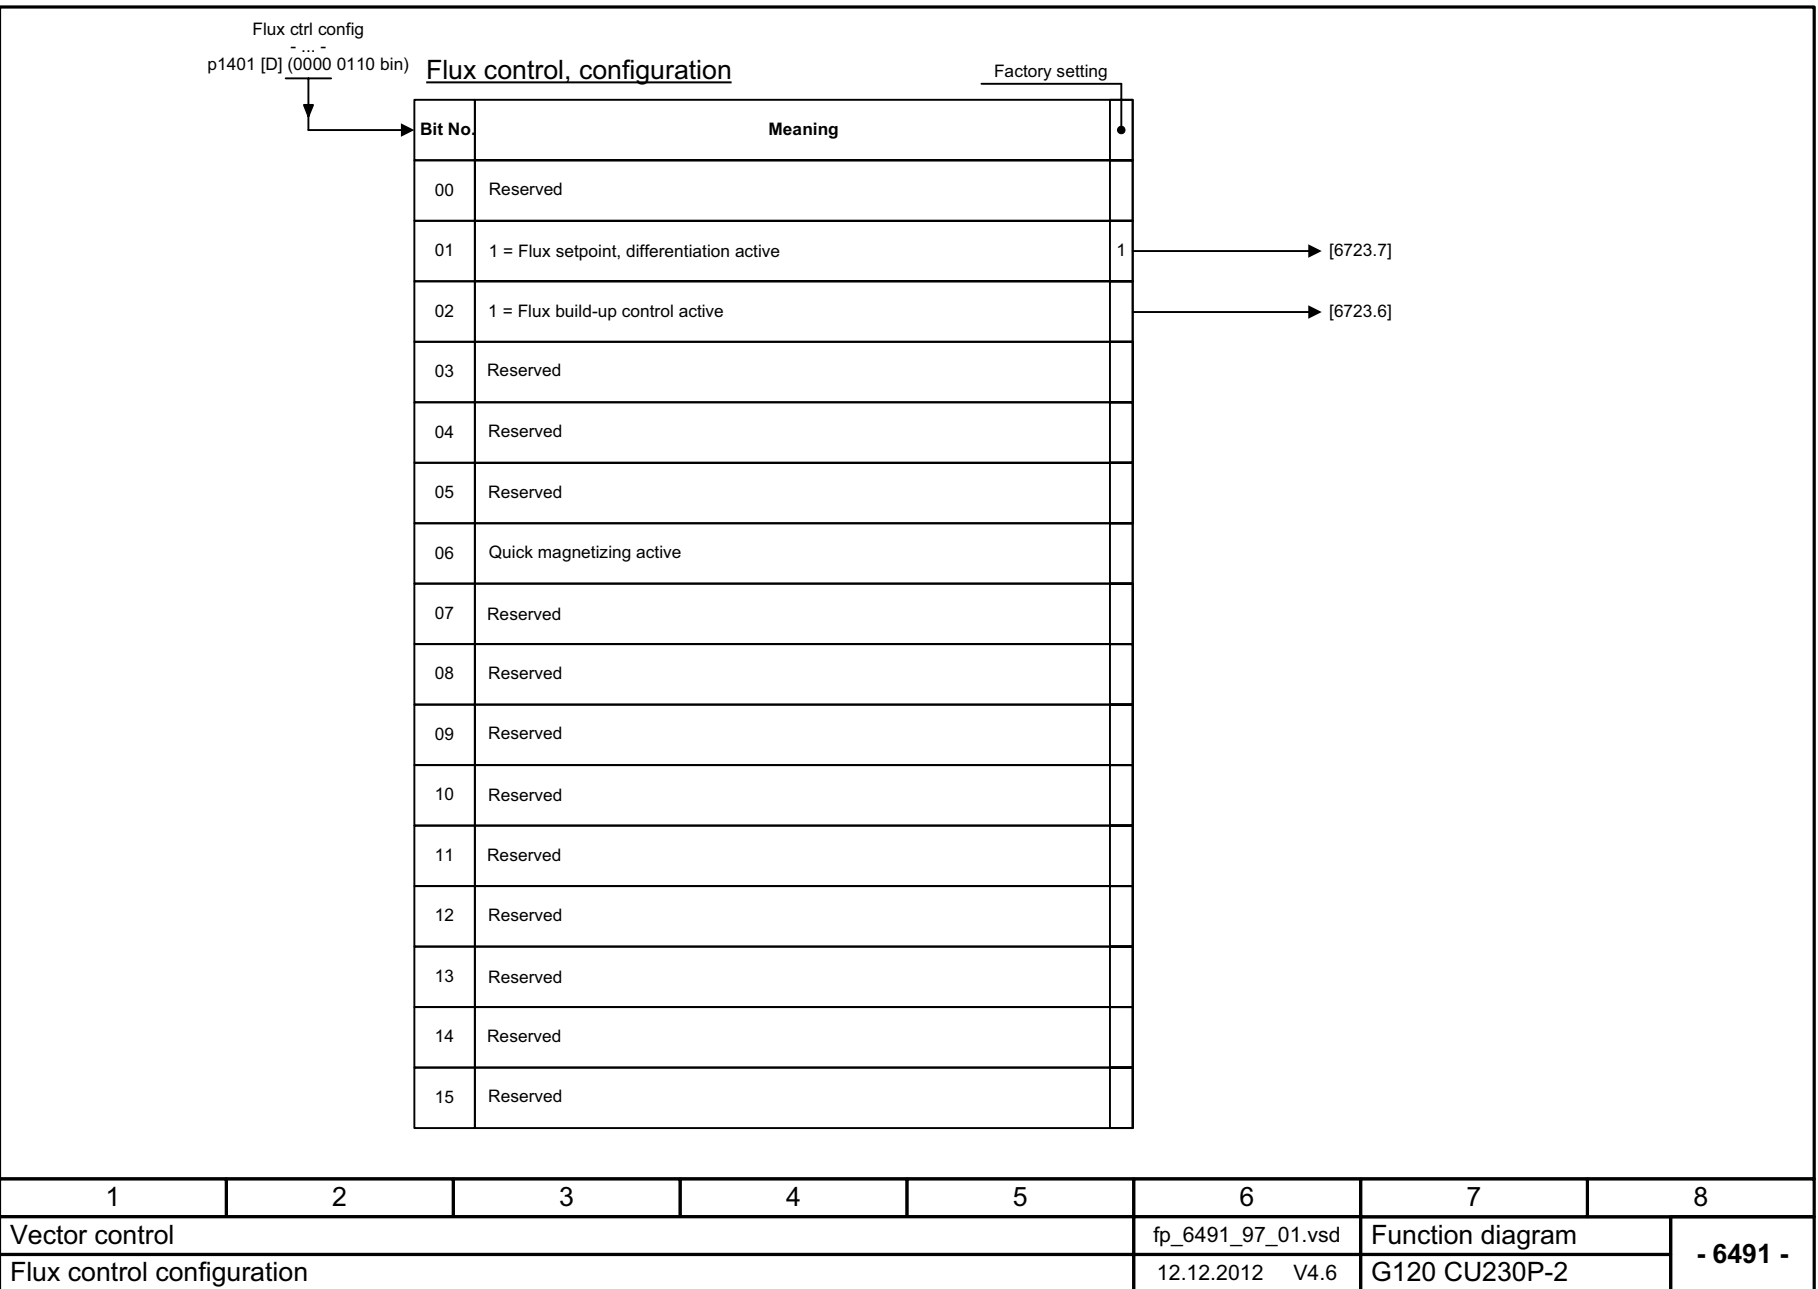 Flux ctrl config
- ... -
p1401 [D] (0000 0110 bin)
Flux control, configuration
Factory setting
Bit No. Meaning
00 Reserved
01 1 = Flux setpoint, differentiation active 1 [6723.7]
02 1 = Flux build-up control active [6723.6]
03 Reserved
04 Reserved
05 Reserved
06 Quick magnetizing active
07 Reserved
08 Reserved
09 Reserved
10 Reserved
11 Reserved
12 Reserved
13 Reserved
14 Reserved
15 Reserved
1 2 3 4 5 6 7 8
Vector control fp_6491_97_01.vsd Function diagram
- 6491 -
Flux control configuration 12.12.2012 V4.6 G120 CU230P-2